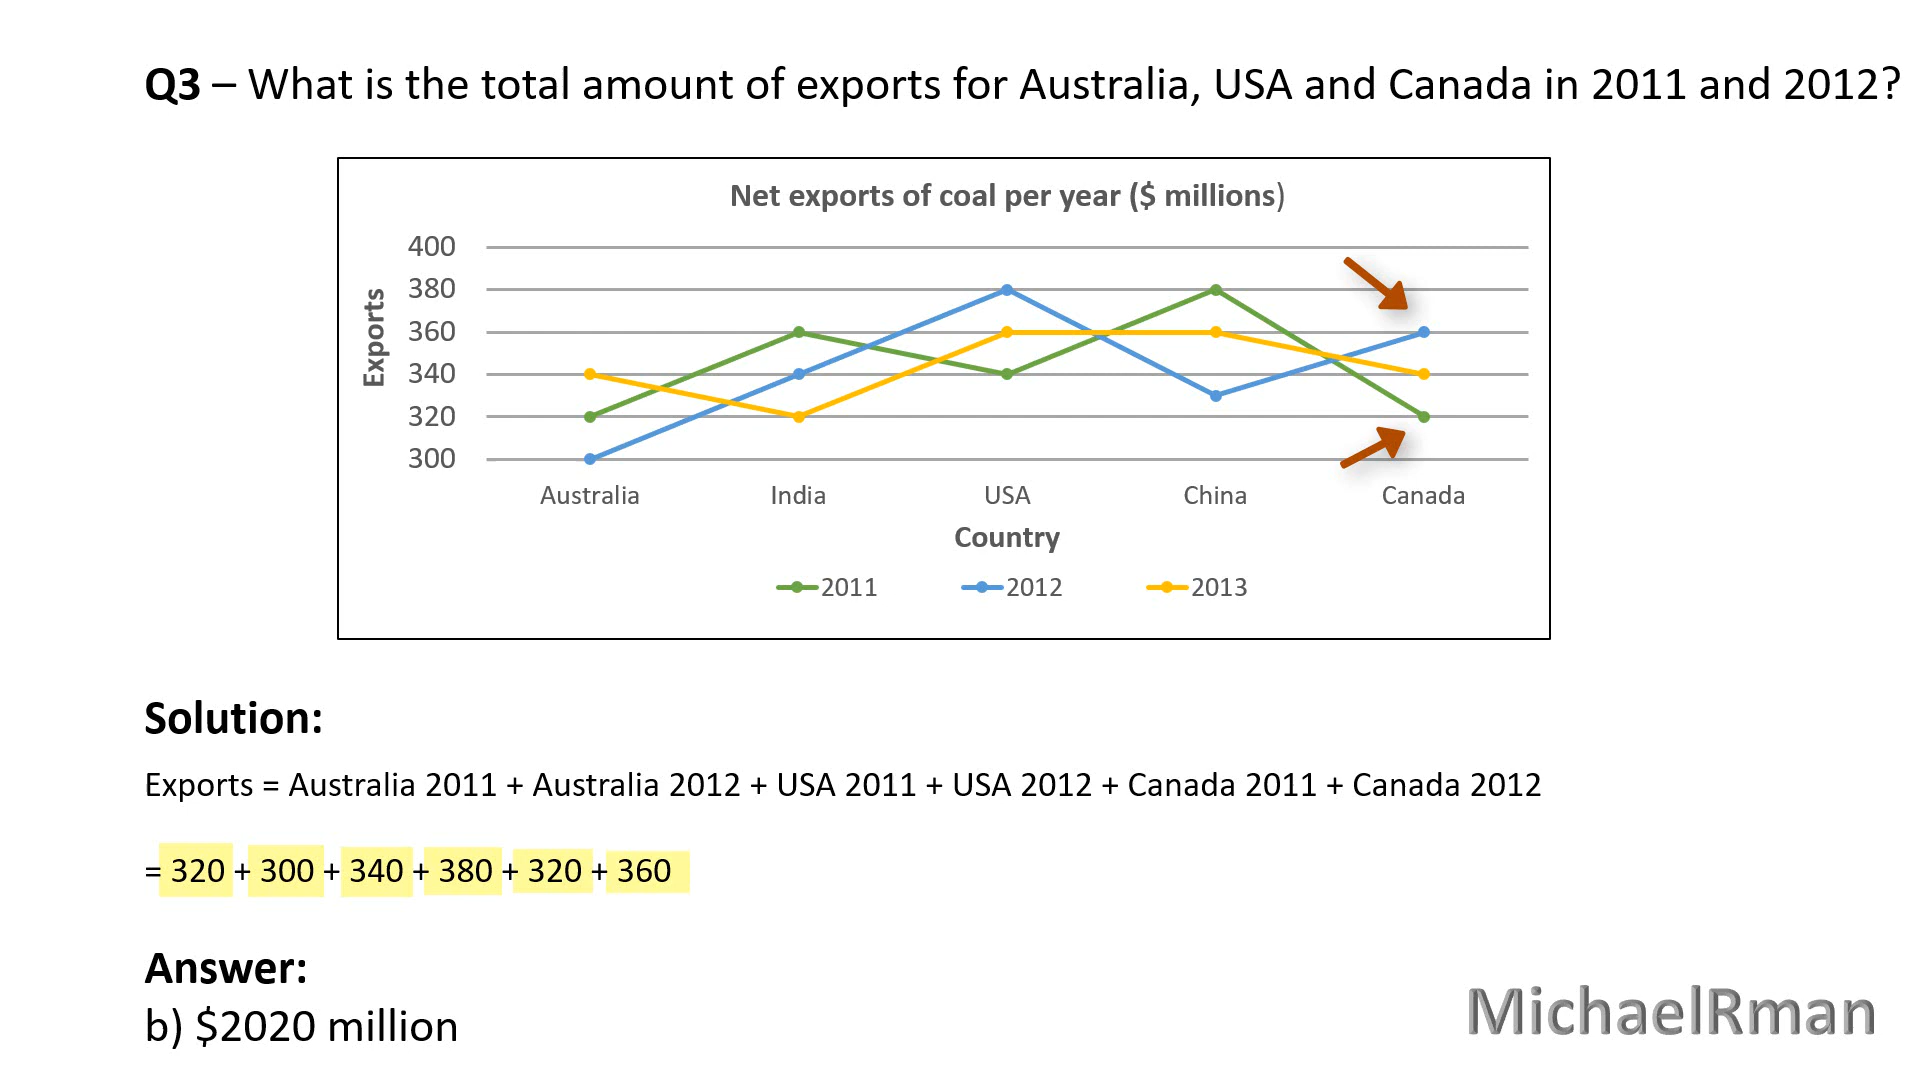 Q3 – What is the total amount of exports for Australia, USA and Canada in 2011 and 2012?
Net exports of coal per year ($ millions)
Exports
400
380
360
340
320
300
Australia India USA China Canada
Country
2011 2012 2013
Solution:
Exports = Australia 2011 + Australia 2012 + USA 2011 + USA 2012 + Canada 2011 + Canada 2012
= 320 + 300 + 340 + 380 + 320 + 360
Answer:
b) $2020 million
MichaelRman